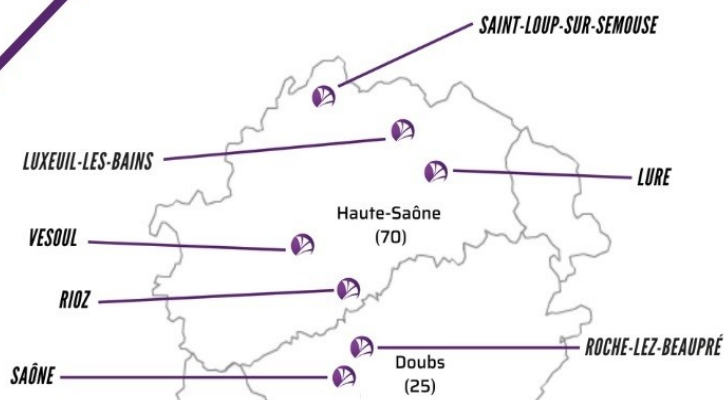 SAINT-LOUP-SUR-SEMOUSE
LUXEUIL-LES-BAINS
LURE
Haute-Saône
(70)
VESOUL
RIOZ
ROCHE-LEZ-BEAUPRÉ
Doubs
(25)
SAÔNE